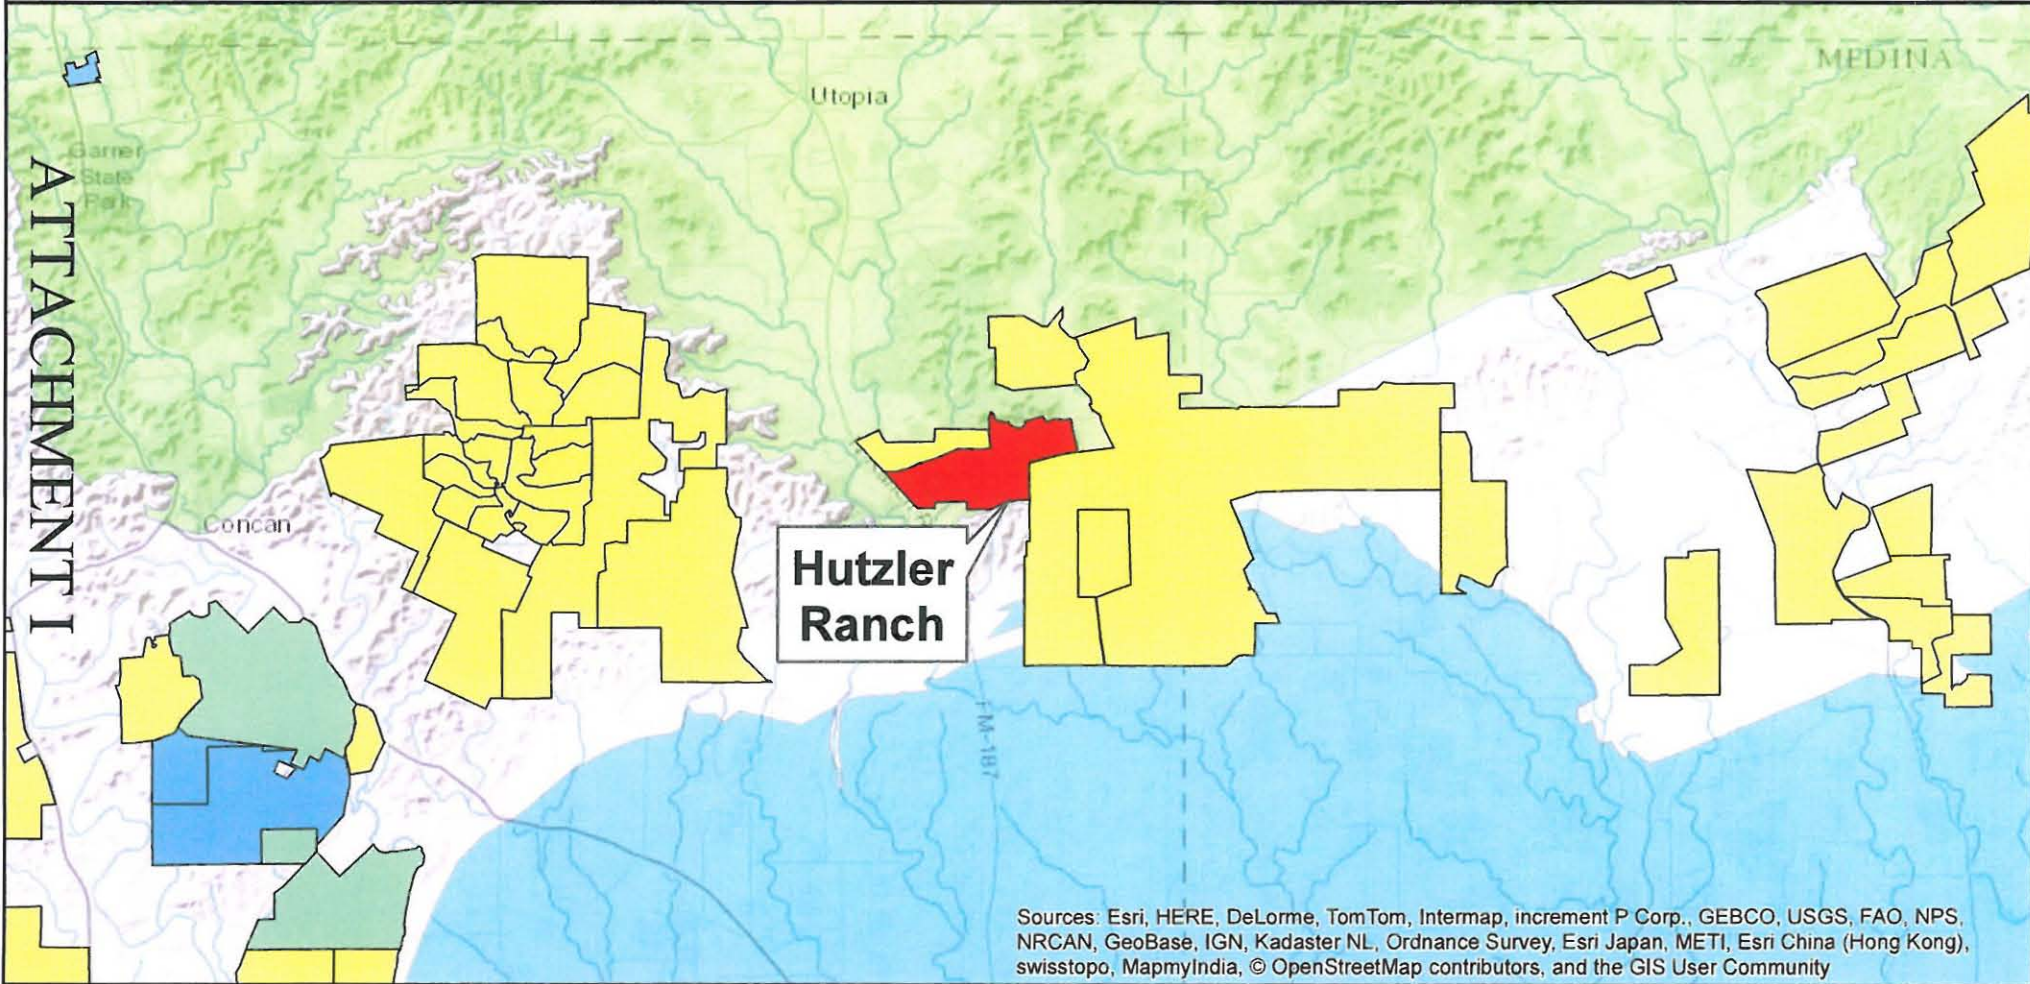 MEDINA
Utopia
Garner
State
Park
ATTACHMENT I
Concan
Hutzler
Ranch
FM-187
Sources: Esri, HERE, DeLorme, TomTom, Intermap, increment P Corp., GEBCO, USGS, FAO, NPS,
NRCAN, GeoBase, IGN, Kadaster NL, Ordnance Survey, Esri Japan, METI, Esri China (Hong Kong),
swisstopo, MapmyIndia, © OpenStreetMap contributors, and the GIS User Community